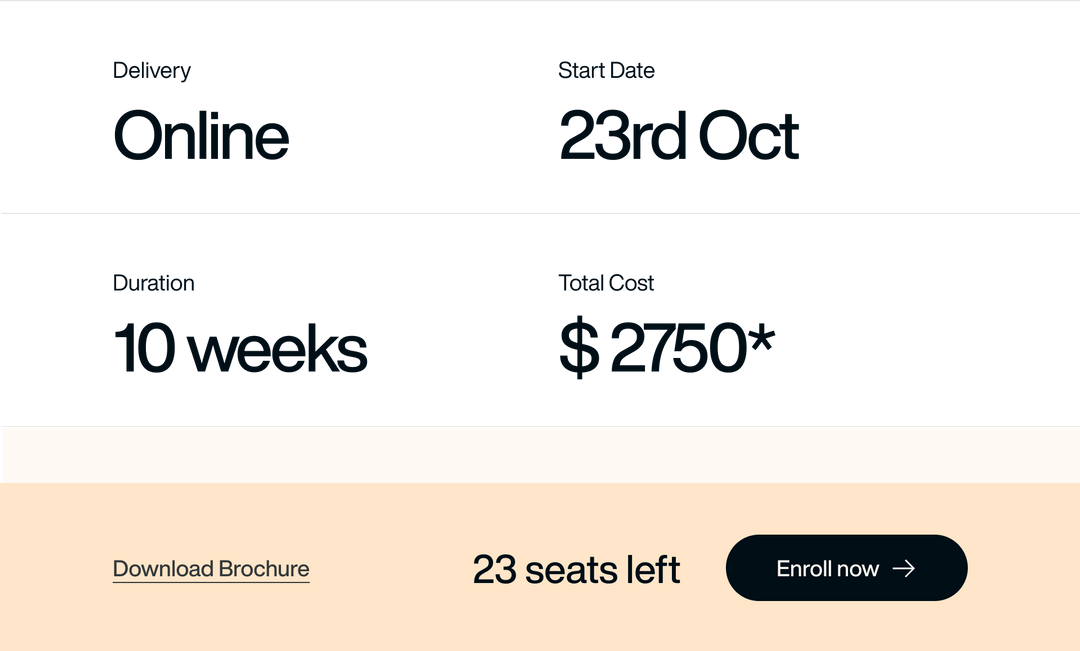 Delivery
Online
Start Date
23rd Oct
Duration
10 weeks
Total Cost
$ 2750*
Download Brochure
23 seats left
Enroll now →